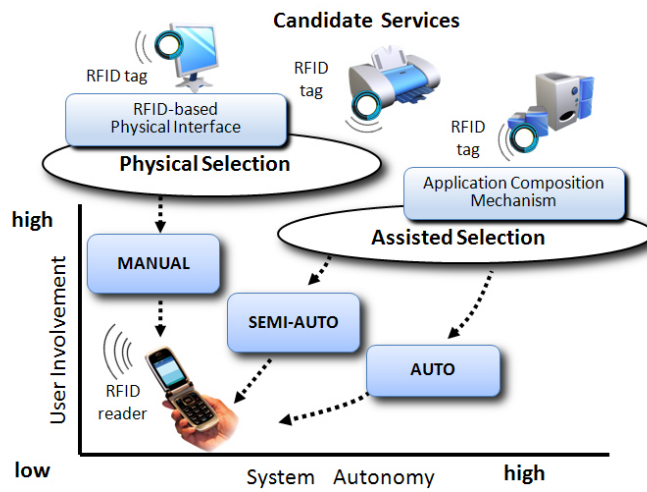 Candidate Services
RFID tag
RFID
tag
RFID
tag
RFID-based
Physical Interface
Physical Selection
Application Composition
Mechanism
Assisted Selection
high
MANUAL
SEMI-AUTO
AUTO
User Involvement
RFID
reader
low
System Autonomy
high